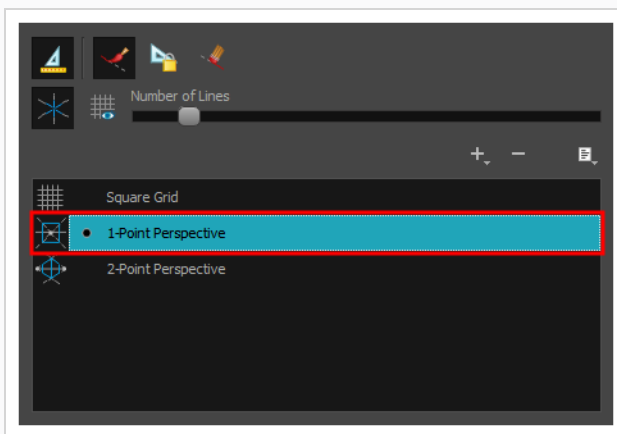 Number of Lines
Square Grid
1-Point Perspective
2-Point Perspective